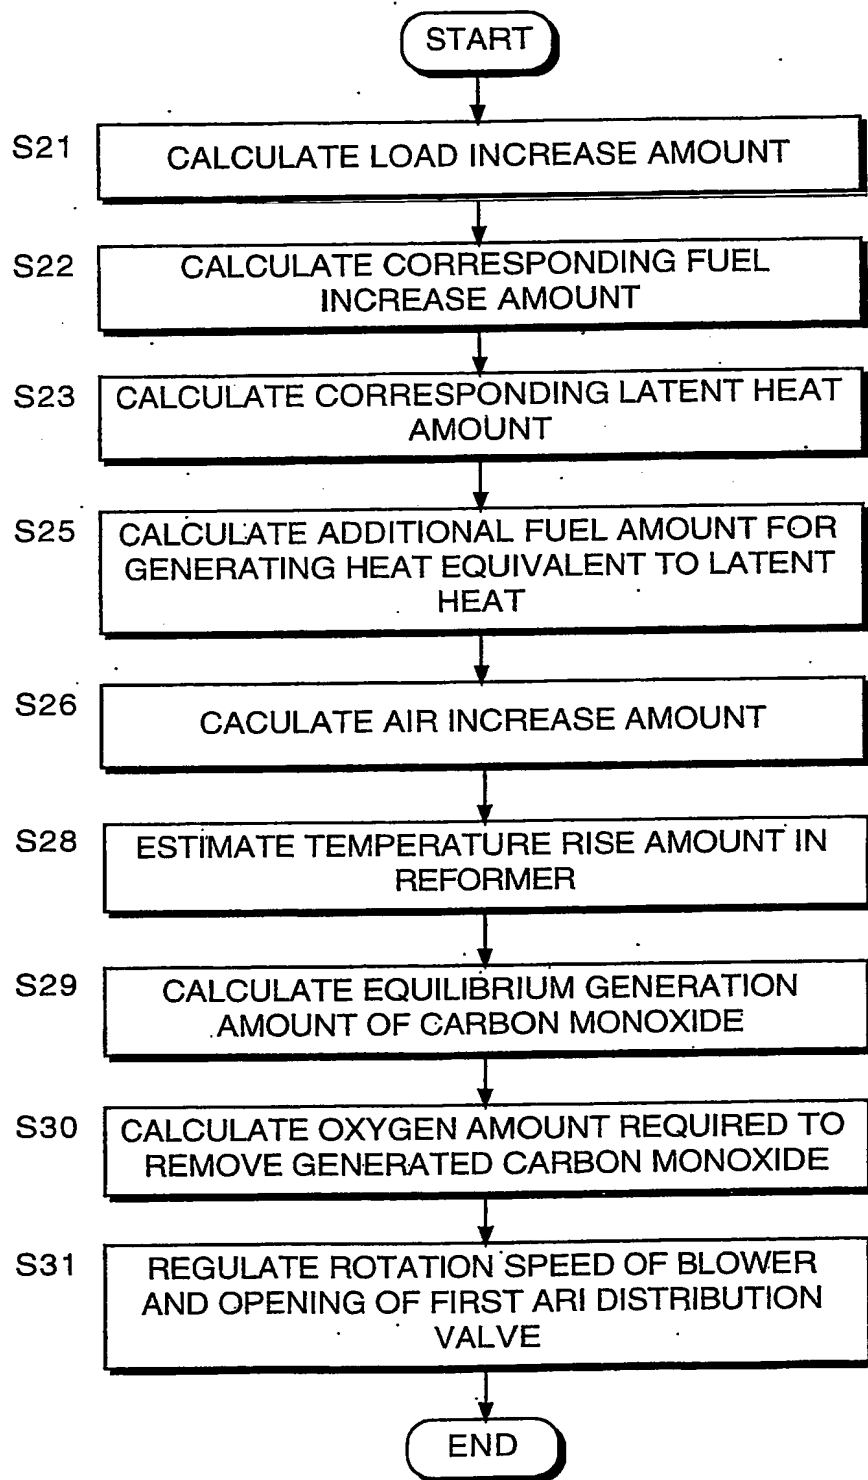 START
S21
CALCULATE LOAD INCREASE AMOUNT
S22
CALCULATE CORRESPONDING FUEL
INCREASE AMOUNT
S23
CALCULATE CORRESPONDING LATENT HEAT
AMOUNT
S25
CALCULATE ADDITIONAL FUEL AMOUNT FOR
GENERATING HEAT EQUIVALENT TO LATENT
HEAT
S26
CACULATE AIR INCREASE AMOUNT
S28
ESTIMATE TEMPERATURE RISE AMOUNT IN
REFORMER
S29
CALCULATE EQUILIBRIUM GENERATION
AMOUNT OF CARBON MONOXIDE
S30
CALCULATE OXYGEN AMOUNT REQUIRED TO
REMOVE GENERATED CARBON MONOXIDE
S31
REGULATE ROTATION SPEED OF BLOWER
AND OPENING OF FIRST ARI DISTRIBUTION
VALVE
END